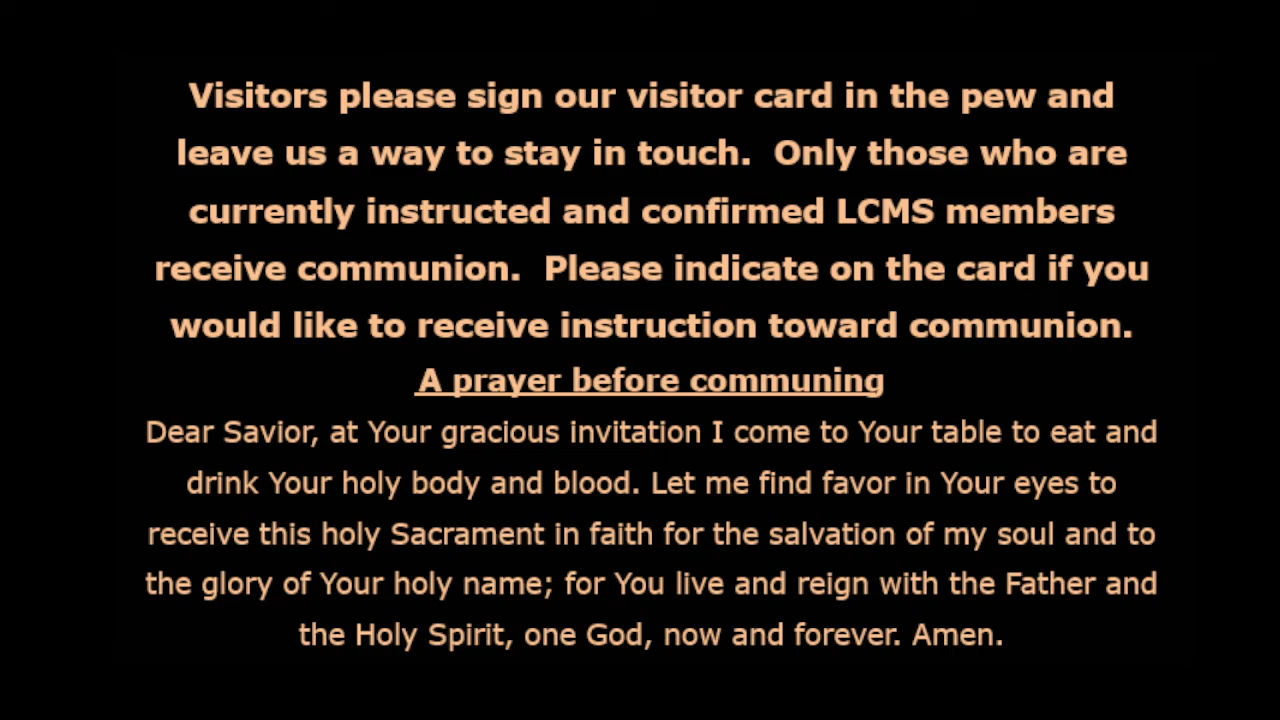 Visitors please sign our visitor card in the pew and
leave us a way to stay in touch.  Only those who are
currently instructed and confirmed LCMS members
receive communion.  Please indicate on the card if you
would like to receive instruction toward communion.
A prayer before communing
Dear Savior, at Your gracious invitation I come to Your table to eat and
drink Your holy body and blood. Let me find favor in Your eyes to
receive this holy Sacrament in faith for the salvation of my soul and to
the glory of Your holy name; for You live and reign with the Father and
the Holy Spirit, one God, now and forever. Amen.